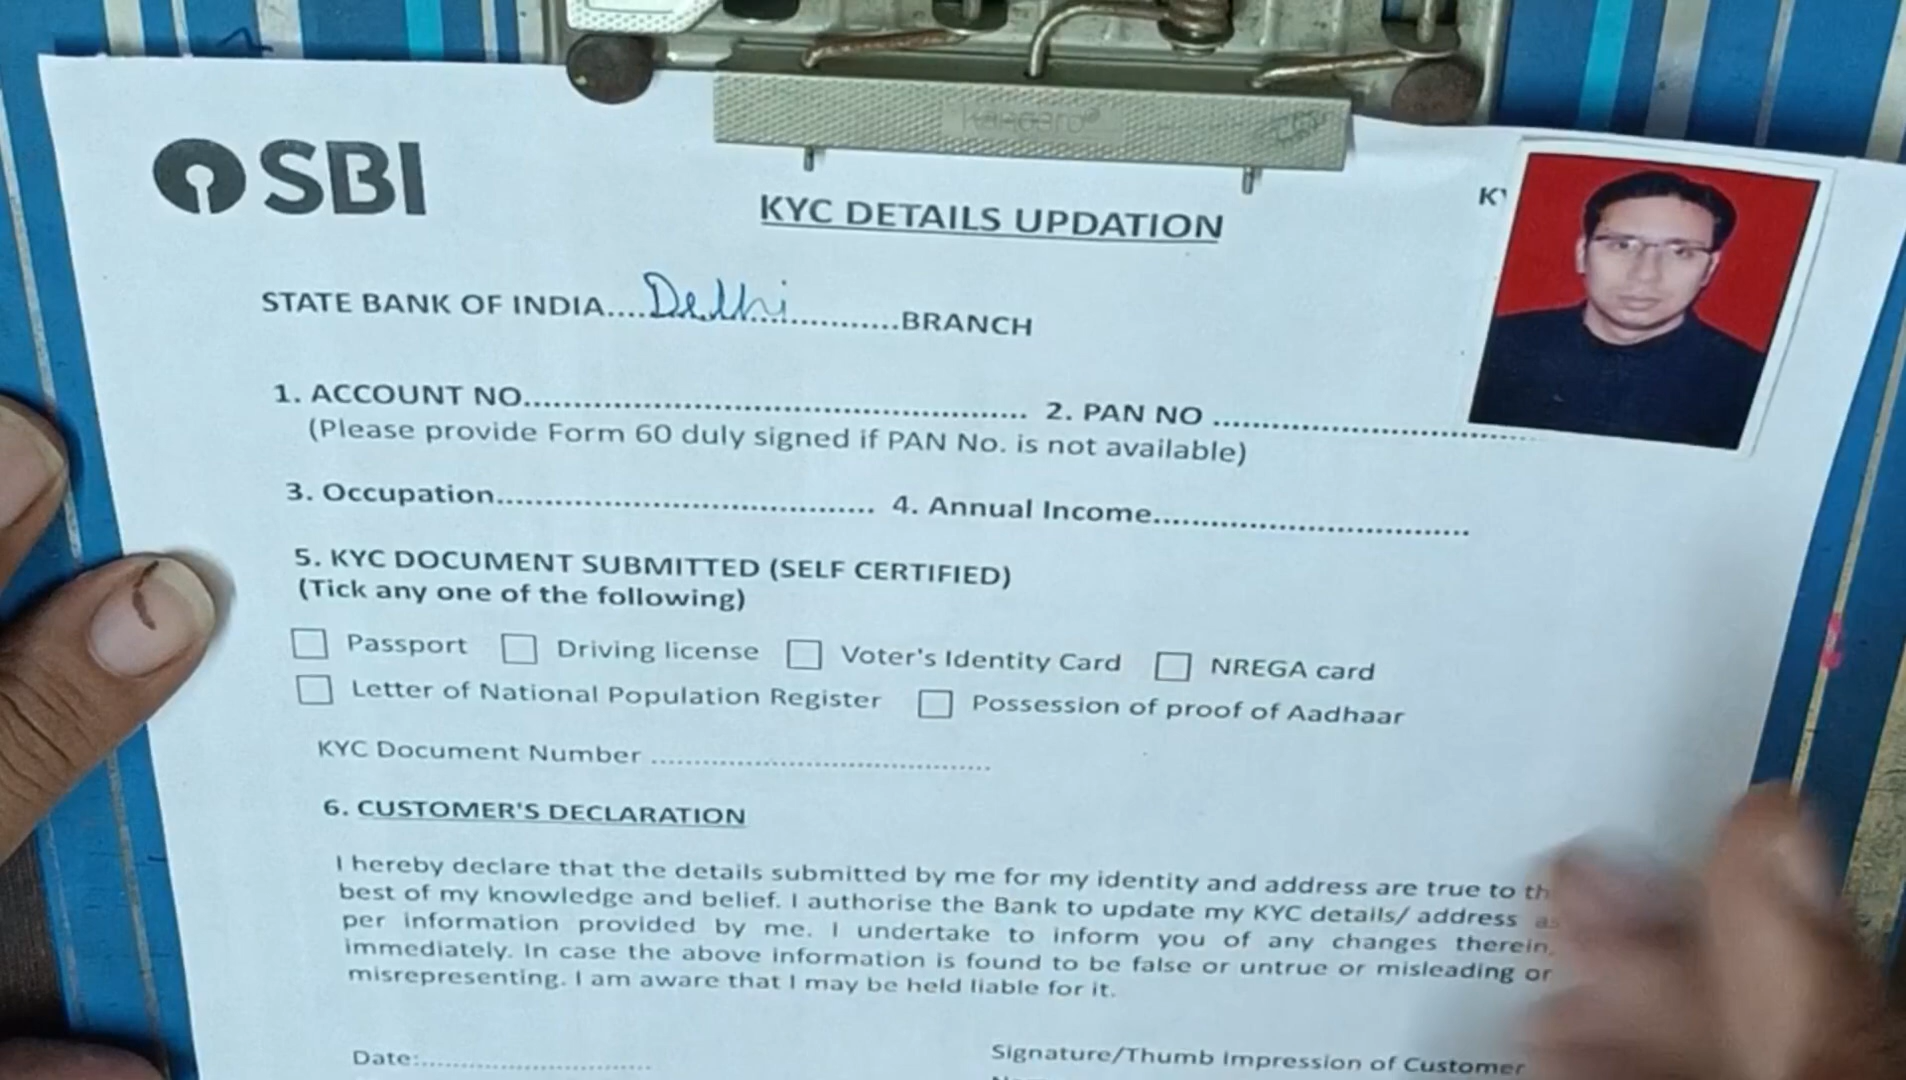 Kangaro
SBI
KYC DETAILS UPDATION
STATE BANK OF INDIA....Delhi...............BRANCH
1. ACCOUNT NO.................................................. 2. PAN NO .................................
(Please provide Form 60 duly signed if PAN No. is not available)
3. Occupation...................................... 4. Annual Income................................
5. KYC DOCUMENT SUBMITTED (SELF CERTIFIED)
(Tick any one of the following)
Passport Driving license Voter's Identity Card NREGA card
Letter of National Population Register Possession of proof of Aadhaar
KYC Document Number ......................................
6. CUSTOMER'S DECLARATION
I hereby declare that the details submitted by me for my identity and address are true to th
best of my knowledge and belief. I authorise the Bank to update my KYC details/ address as
per information provided by me. I undertake to inform you of any changes therein,
immediately. In case the above information is found to be false or untrue or misleading or
misrepresenting. I am aware that I may be held liable for it.
Date:.......................... Signature/Thumb Impression of Customer